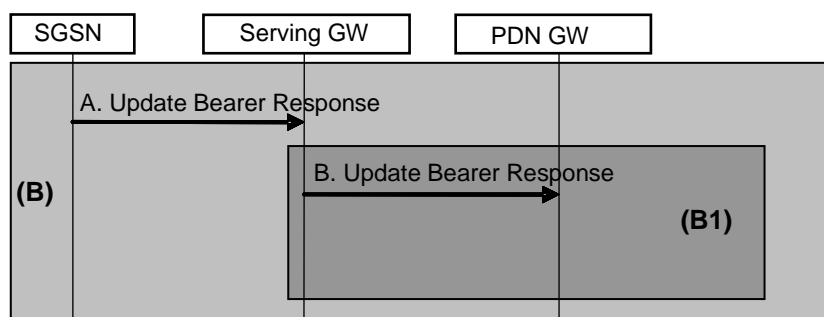 SGSN Serving GW PDN GW
A. Update Bearer Response
B. Update Bearer Response
(B)
(B1)